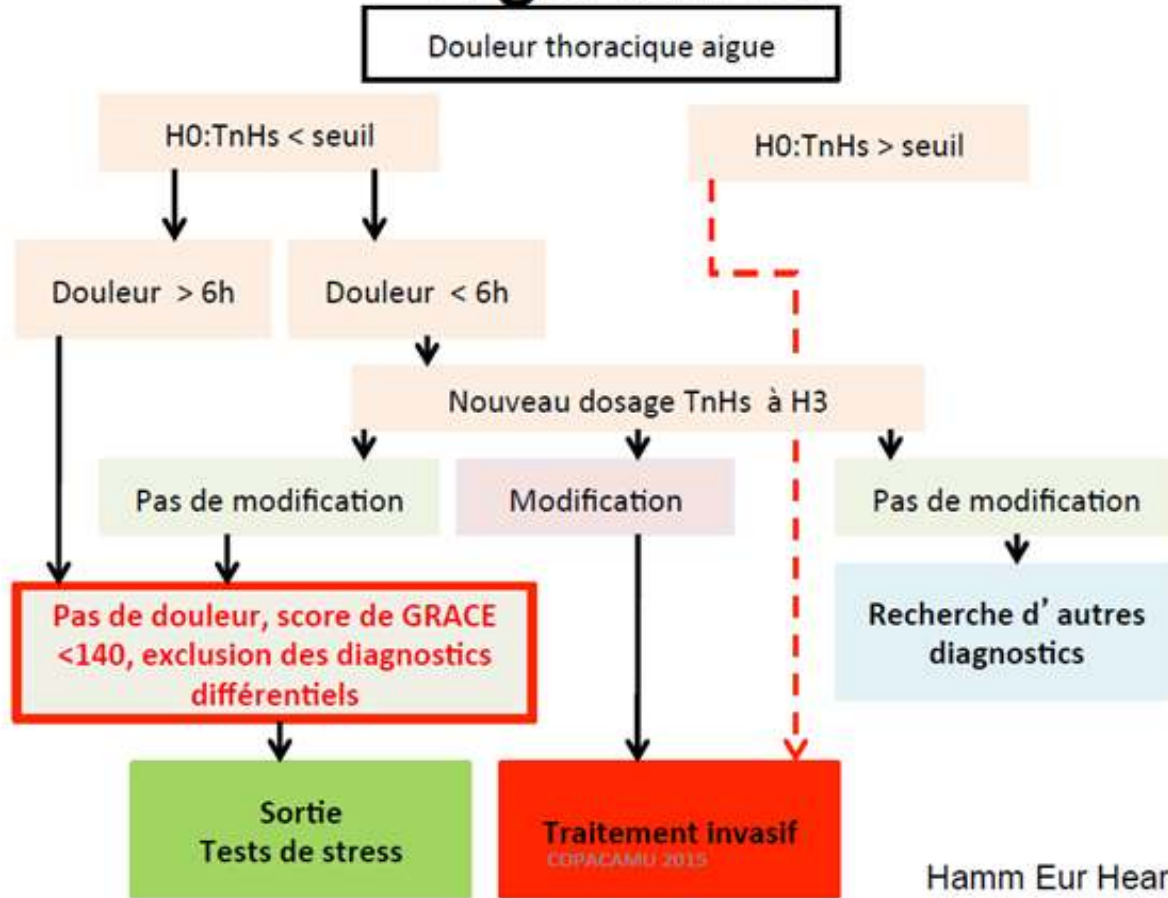 Douleur thoracique aigue
H0:TnHs < seuil
H0:TnHs > seuil
Douleur > 6h
Douleur < 6h
Nouveau dosage TnHs à H3
Pas de modification
Modification
Pas de modification
Pas de douleur, score de GRACE
<140, exclusion des diagnostics
différentiels
Recherche d’ autres
diagnostics
Sortie
Tests de stress
Traitement invasif
COPACAMU 2015
Hamm Eur Hear